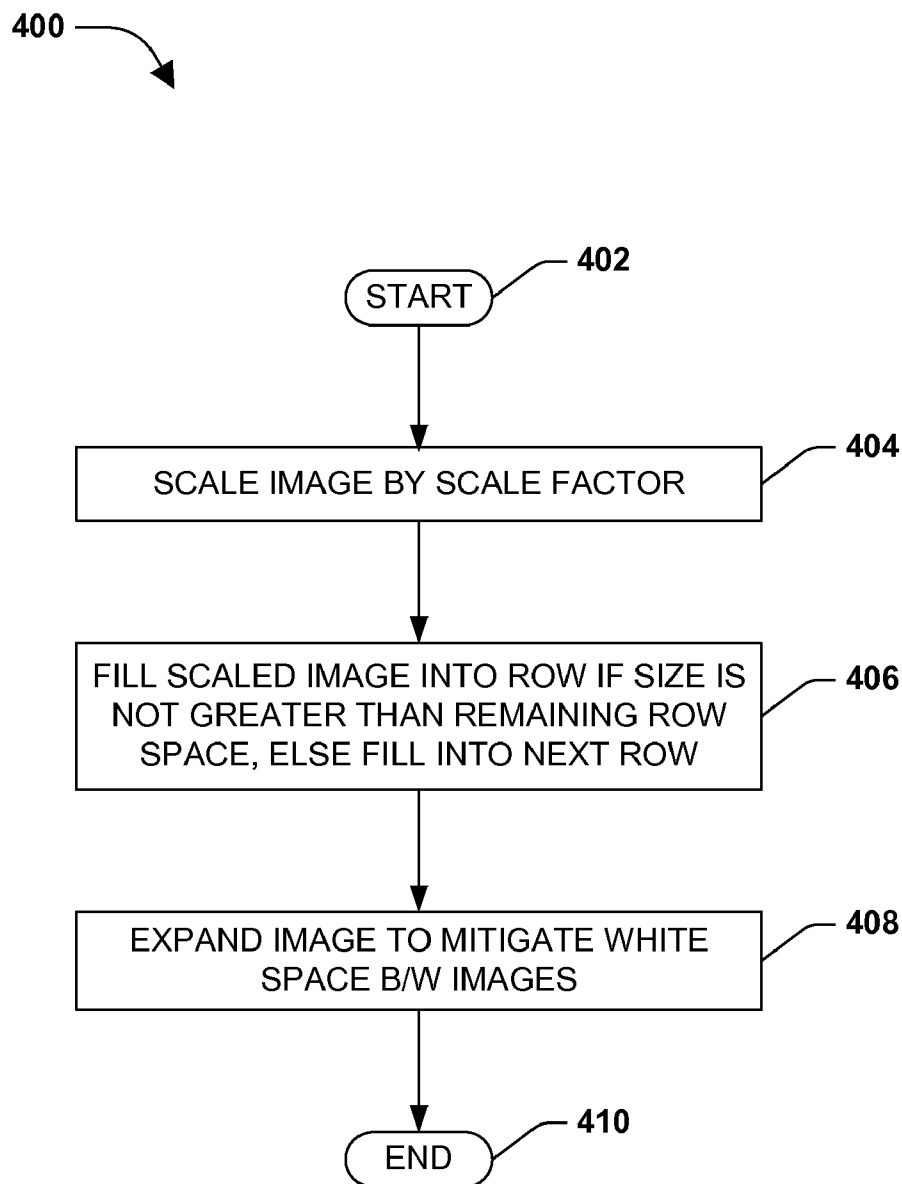 400
402
START
404
SCALE IMAGE BY SCALE FACTOR
406
FILL SCALED IMAGE INTO ROW IF SIZE IS
NOT GREATER THAN REMAINING ROW
SPACE, ELSE FILL INTO NEXT ROW
408
EXPAND IMAGE TO MITIGATE WHITE
SPACE B/W IMAGES
410
END